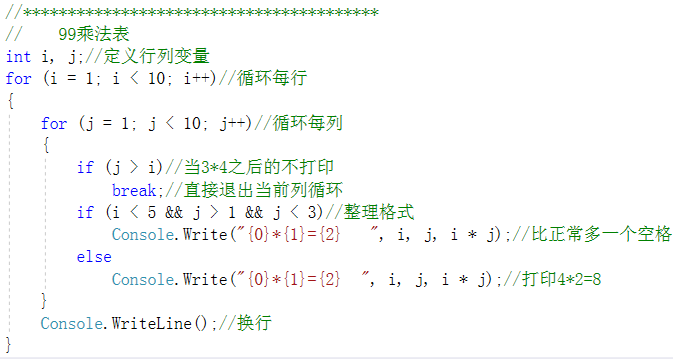 //****************************************
//    99乘法表
int i, j;//定义行列变量
for (i = 1; i < 10; i++)//循环每行
{
    for (j = 1; j < 10; j++)//循环每列
    {
        if (j > i)//当3*4之后的不打印
            break;//直接退出当前列循环
        if (i < 5 && j > 1 && j < 3)//整理格式
            Console.Write("{0}*{1}={2}   ", i, j, i * j);//比正常多一个空格
        else
            Console.Write("{0}*{1}={2}  ", i, j, i * j);//打印4*2=8
    }
    Console.WriteLine();//换行
}